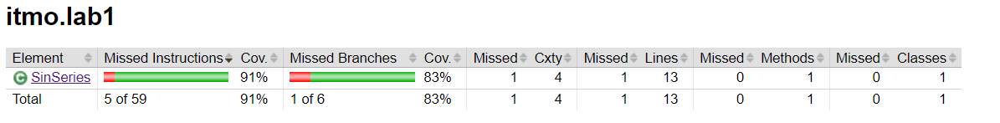 itmo.lab1
Element Missed Instructions Cov. Missed Branches Cov. Missed Cxty Missed Lines Missed Methods Missed Classes
C SinSeries 91% 83% 1 4 1 13 0 1 0 1
Total 5 of 59 91% 1 of 6 83% 1 4 1 13 0 1 0 1